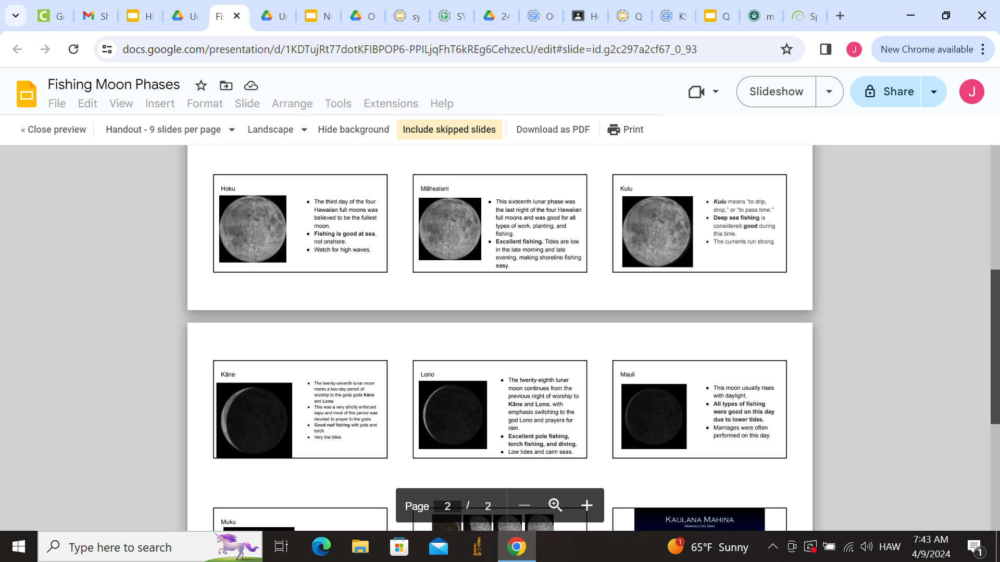 Gr
Sh
Hl
Ur
Fis
Ur
Nu
Ov
sy
SY
24
Hu
Q
KS
Q
m
Sp
docs.google.com/presentation/d/1KDTujRt77dotKFIBPOP6-PPILjqFhT6kREg6CehzecU/edit#slide=id.g2c297a2cf67_0_93
J
New Chrome available
Fishing Moon Phases
File Edit View Insert Format Slide Arrange Tools Extensions Help
Slideshow
Share
J
« Close preview
Handout - 9 slides per page
Landscape
Hide background
Include skipped slides
Download as PDF
Print
Hoku
• The third day of the four
Hawaiian full moons was
believed to be the fullest
moon.
• Fishing is good at sea,
not onshore.
• Watch for high waves.
Māhealani
• This sixteenth lunar phase was
the last night of the four Hawaiian
full moons and was good for all
types of work, planting, and
fishing.
• Excellent fishing. Tides are low
in the late morning and late
evening, making shoreline fishing
easy.
Kulu
• Kulu means “to drip,
drop,” or “to pass time.”
• Deep sea fishing is
considered good during
this time.
• The currents run strong.
Kāne
• The twenty-seventh lunar moon
marks a two-day period of
worship to the gods gods Kāne
and Lono.
• This was a very strictly enforced
kapu and most of this period was
devoted to prayer to the gods.
• Good reef fishing with pole and
torch.
• Very low tides.
Lono
• The twenty-eighth lunar
moon continues from the
previous night of worship to
Kāne and Lono, with
emphasis switching to the
god Lono and prayers for
rain.
• Excellent pole fishing,
torch fishing, and diving.
• Low tides and calm seas.
Mauli
• This moon usually rises
with daylight.
• All types of fishing
were good on this day
due to lower tides.
• Marriages were often
performed on this day.
Muku
KAULANA MAHINA
ANAHULU HOʻONUI
Page 2 / 2
Type here to search
1
65°F Sunny
HAW
7:43 AM
4/9/2024
1